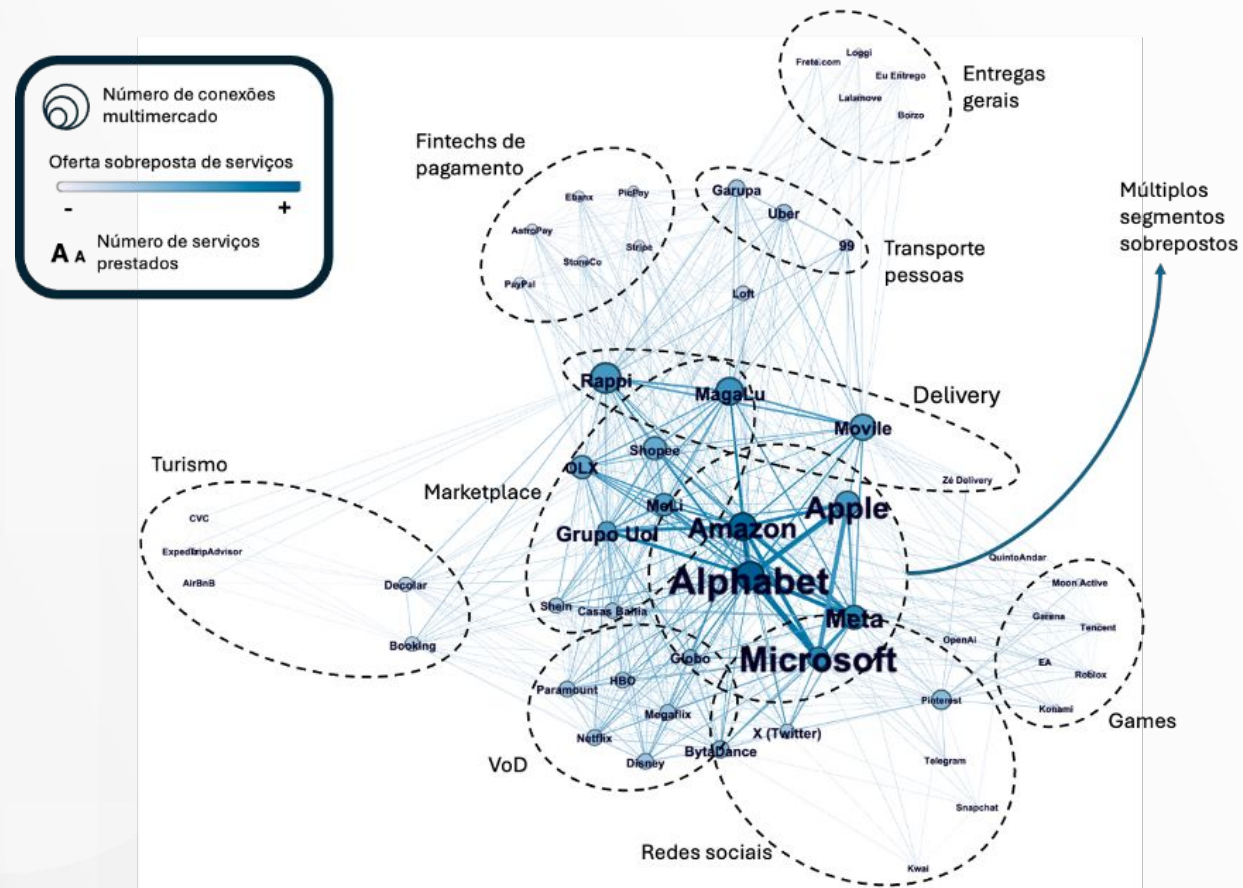 Número de conexões
multimercado
Oferta sobreposta de serviços
-
+
A A
Número de serviços
prestados
Entregas
gerais
Frete.com
Loggi
Eu Entrego
Lalamove
Borzo
Fintechs de
pagamento
Ebanx
PicPay
AstroPay
Stripe
StoneCo
PayPal
Garupa
Uber
99
Transporte
pessoas
Loft
Múltiplos
segmentos
sobrepostos
Rappi
MagaLu
Delivery
Movile
Zé Delivery
Turismo
CVC
Expedia
TripAdvisor
AirBnB
Decolar
Booking
Marketplace
Shopee
OLX
MeLi
Grupo Uol
Shein
Casas Bahia
Amazon
Apple
Alphabet
Meta
Microsoft
QuintoAndar
Moon Active
Garena
Tencent
OpenAi
EA
Roblox
Konami
Games
Globo
HBO
Paramount
Megaflix
Netflix
Disney
VoD
BytaDance
X (Twitter)
Pinterest
Telegram
Snapchat
Kwai
Redes sociais